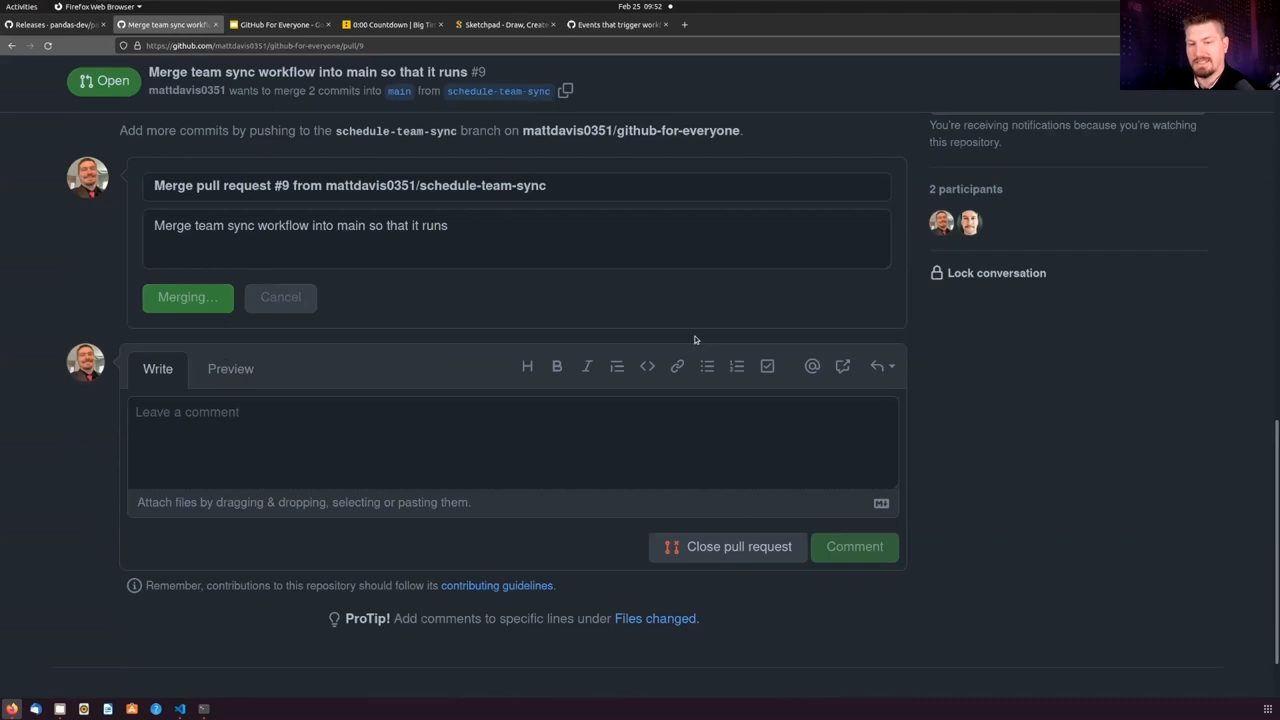 Activities
Firefox Web Browser
Feb 25 09:52
Releases · pandas-dev/p
Merge team sync workfl
GitHub For Everyone - Go
0:00 Countdown | Big Ti
Sketchpad - Draw, Create
Events that trigger work
https://github.com/mattdavis0351/github-for-everyone/pull/9
Open
Merge team sync workflow into main so that it runs #9
mattdavis0351 wants to merge 2 commits into main from schedule-team-sync
Add more commits by pushing to the schedule-team-sync branch on mattdavis0351/github-for-everyone.
You're receiving notifications because you're watching
this repository.
Merge pull request #9 from mattdavis0351/schedule-team-sync
2 participants
Merge team sync workflow into main so that it runs
Lock conversation
Merging...
Cancel
Write
Preview
Leave a comment
Attach files by dragging & dropping, selecting or pasting them.
Close pull request
Comment
Remember, contributions to this repository should follow its contributing guidelines.
ProTip! Add comments to specific lines under Files changed.